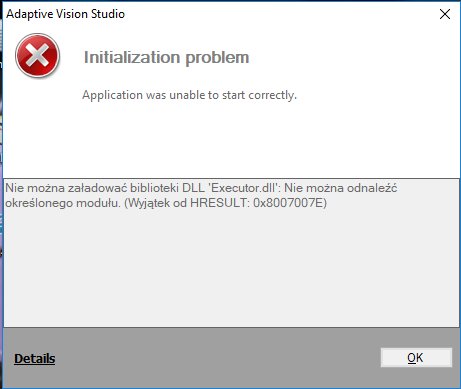 Adaptive Vision Studio
Initialization problem
Application was unable to start correctly.
Nie można załadować biblioteki DLL 'Executor.dll': Nie można odnaleźć
określonego modułu. (Wyjątek od HRESULT: 0x8007007E)
Details
OK